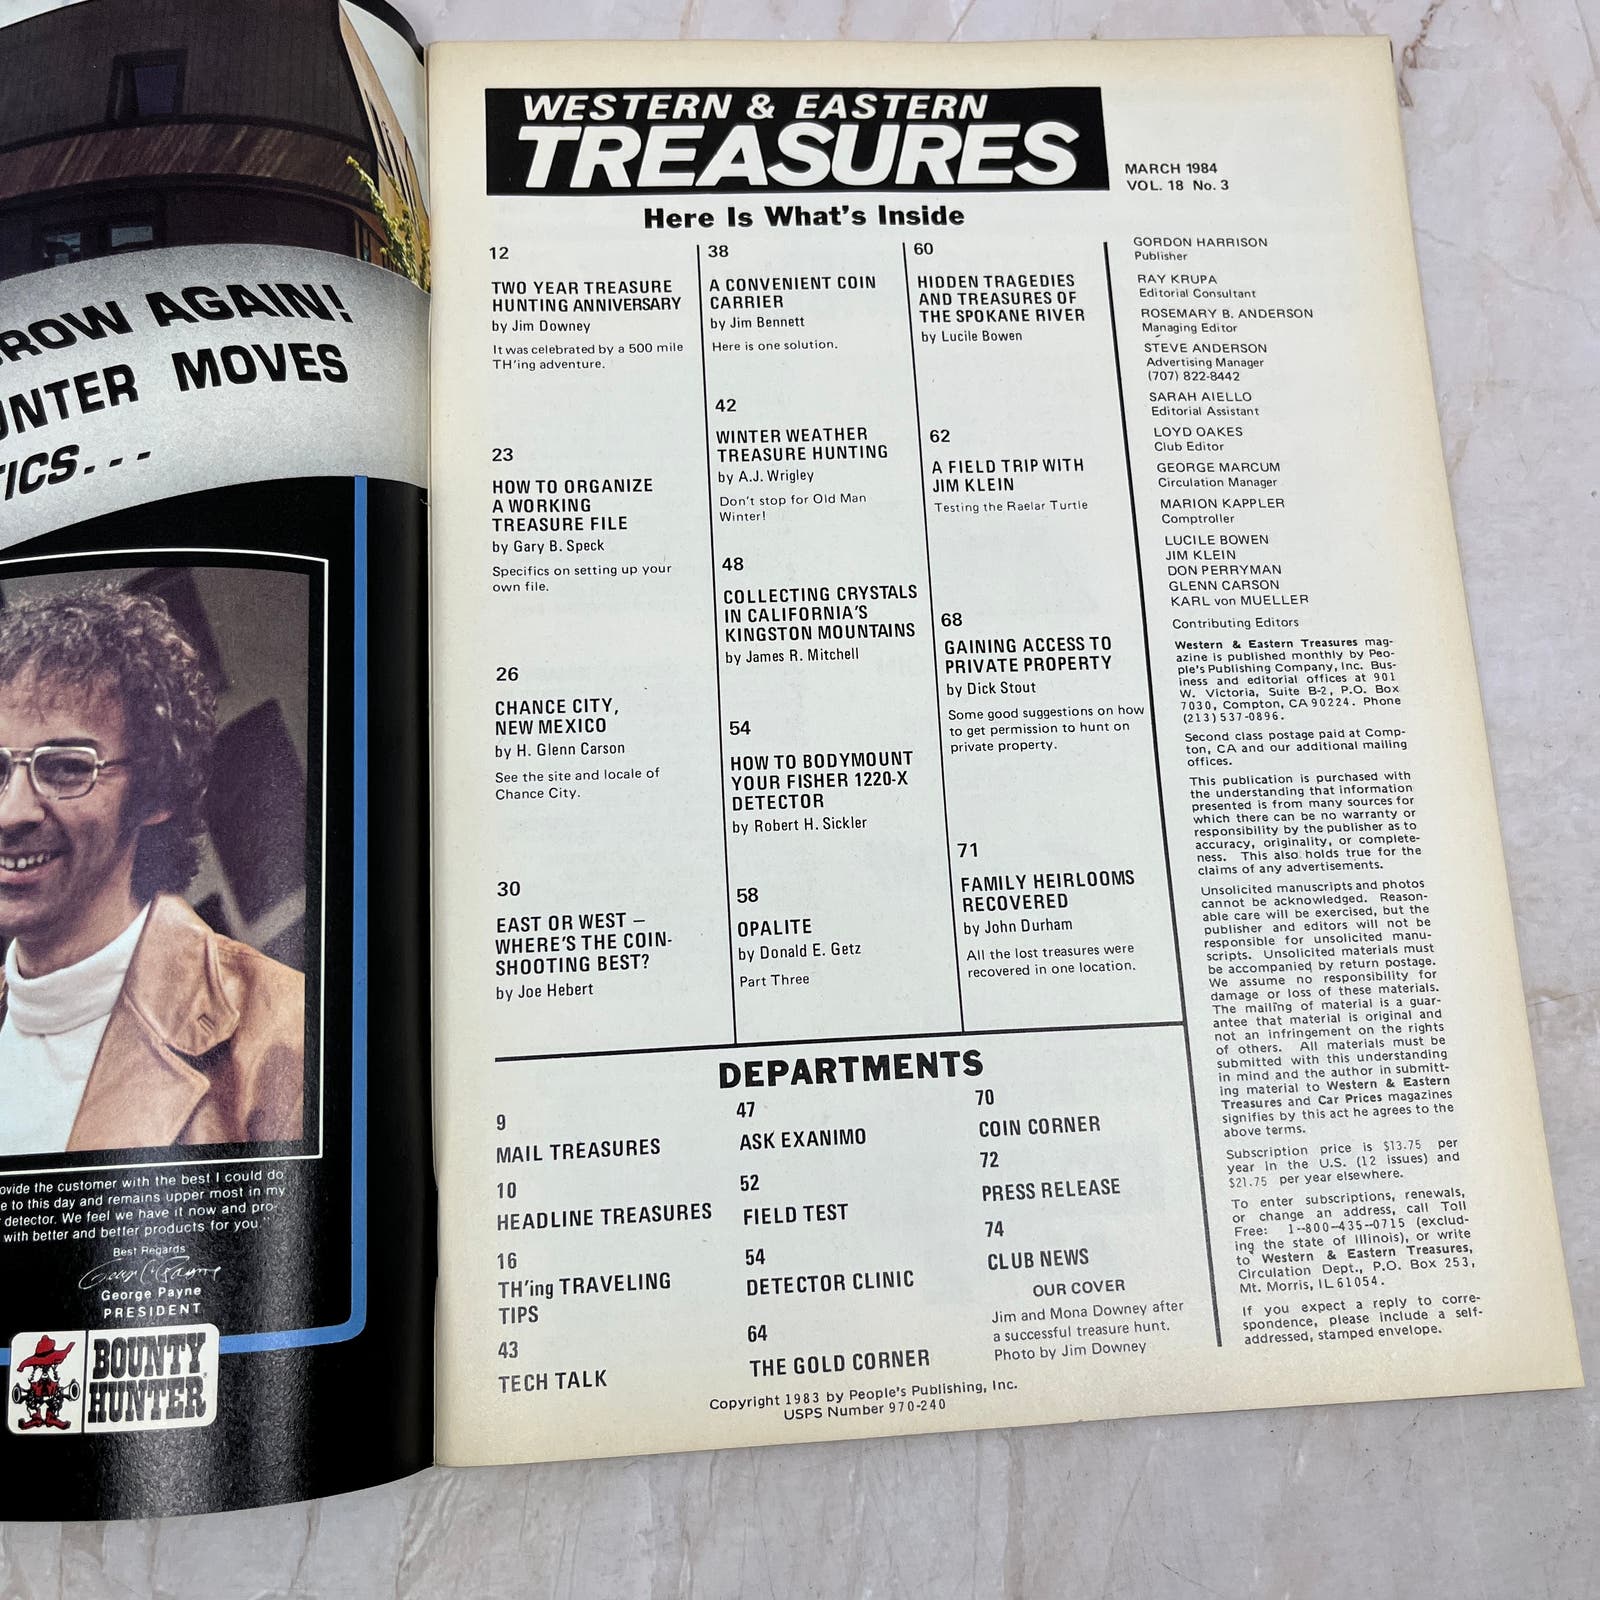 ROW AGAIN!
UNTER MOVES
TICS...
ovide the customer with the best I could do
e to this day and remains upper most in my
detector. We feel we have it now and pro-
with better and better products for you."
Best Regards
George Payne
PRESIDENT
BOUNTY
HUNTER
WESTERN & EASTERN
TREASURES
MARCH 1984
VOL. 18 No. 3
Here Is What's Inside
12
TWO YEAR TREASURE
HUNTING ANNIVERSARY
by Jim Downey
It was celebrated by a 500 mile
TH'ing adventure.
23
HOW TO ORGANIZE
A WORKING
TREASURE FILE
by Gary B. Speck
Specifics on setting up your
own file.
26
CHANCE CITY,
NEW MEXICO
by H. Glenn Carson
See the site and locale of
Chance City.
30
EAST OR WEST —
WHERE'S THE COIN-
SHOOTING BEST?
by Joe Hebert
38
A CONVENIENT COIN
CARRIER
by Jim Bennett
Here is one solution.
42
WINTER WEATHER
TREASURE HUNTING
by A.J. Wrigley
Don't stop for Old Man
Winter!
48
COLLECTING CRYSTALS
IN CALIFORNIA'S
KINGSTON MOUNTAINS
by James R. Mitchell
54
HOW TO BODYMOUNT
YOUR FISHER 1220-X
DETECTOR
by Robert H. Sickler
58
OPALITE
by Donald E. Getz
Part Three
60
HIDDEN TRAGEDIES
AND TREASURES OF
THE SPOKANE RIVER
by Lucile Bowen
62
A FIELD TRIP WITH
JIM KLEIN
Testing the Raelar Turtle
68
GAINING ACCESS TO
PRIVATE PROPERTY
by Dick Stout
Some good suggestions on how
to get permission to hunt on
private property.
71
FAMILY HEIRLOOMS
RECOVERED
by John Durham
All the lost treasures were
recovered in one location.
DEPARTMENTS
9
MAIL TREASURES
10
HEADLINE TREASURES
16
TH'ing TRAVELING
TIPS
43
TECH TALK
47
ASK EXANIMO
52
FIELD TEST
54
DETECTOR CLINIC
64
THE GOLD CORNER
70
COIN CORNER
72
PRESS RELEASE
74
CLUB NEWS
OUR COVER
Jim and Mona Downey after
a successful treasure hunt.
Photo by Jim Downey
Copyright 1983 by People's Publishing, Inc.
USPS Number 970-240
GORDON HARRISON
Publisher
RAY KRUPA
Editorial Consultant
ROSEMARY B. ANDERSON
Managing Editor
STEVE ANDERSON
Advertising Manager
(707) 822-8442
SARAH AIELLO
Editorial Assistant
LOYD OAKES
Club Editor
GEORGE MARCUM
Circulation Manager
MARION KAPPLER
Comptroller
LUCILE BOWEN
JIM KLEIN
DON PERRYMAN
GLENN CARSON
KARL von MUELLER
Contributing Editors
Western & Eastern Treasures mag-
azine is published monthly by Peo-
ple's Publishing Company, Inc. Bus-
iness and editorial offices at 901
W. Victoria, Suite B-2, P.O. Box
7030, Compton, CA 90224. Phone
(213) 537-0896.
Second class postage paid at Comp-
ton, CA and our additional mailing
offices.
This publication is purchased with
the understanding that information
presented is from many sources for
which there can be no warranty or
responsibility by the publisher as to
accuracy, originality, or complete-
ness. This also holds true for the
claims of any advertisements.
Unsolicited manuscripts and photos
cannot be acknowledged. Reason-
able care will be exercised, but the
publisher and editors will not be
responsible for unsolicited manu-
scripts. Unsolicited materials must
be accompanied by return postage.
We assume no responsibility for
damage or loss of these materials.
The mailing of material is a guar-
antee that material is original and
not an infringement on the rights
of others. All materials must be
submitted with this understanding
in mind and the author in submitt-
ing material to Western & Eastern
Treasures and Car Prices magazines
signifies by this act he agrees to the
above terms.
Subscription price is $13.75 per
year in the U.S. (12 issues) and
$21.75 per year elsewhere.
To enter subscriptions, renewals,
or change an address, call Toll
Free: 1--800--435--0715 (exclud-
ing the state of Illinois), or write
to Western & Eastern Treasures,
Circulation Dept., P.O. Box 253,
Mt. Morris, IL 61054.
If you expect a reply to corre-
spondence, please include a self-
addressed, stamped envelope.